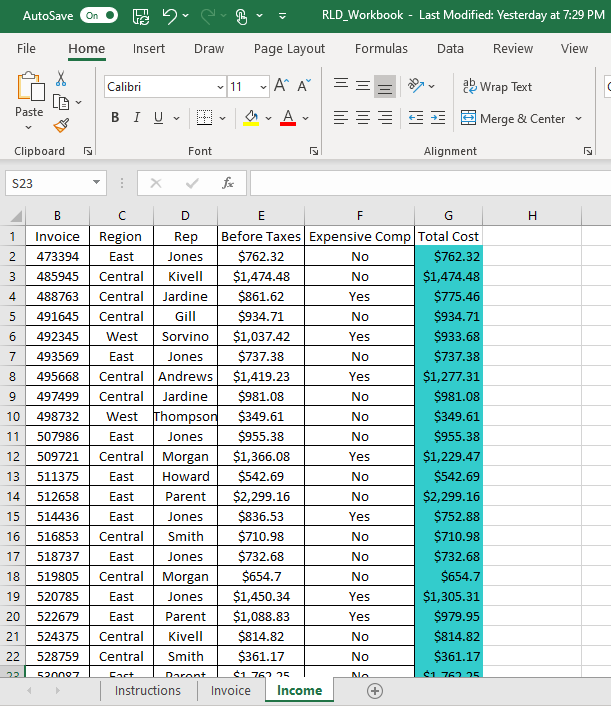 AutoSave On RLD_Workbook - Last Modified: Yesterday at 7:29 PM
File Home Insert Draw Page Layout Formulas Data Review View
Paste Calibri 11 A A ab Wrap Text
B I U A Merge & Center
Clipboard Font Alignment
S23 fx
B C D E F G H
1 Invoice Region Rep Before Taxes Expensive Comp Total Cost
2 473394 East Jones $762.32 No $762.32
3 485945 Central Kivell $1,474.48 No $1,474.48
4 488763 Central Jardine $861.62 Yes $775.46
5 491645 Central Gill $934.71 No $934.71
6 492345 West Sorvino $1,037.42 Yes $933.68
7 493569 East Jones $737.38 No $737.38
8 495668 Central Andrews $1,419.23 Yes $1,277.31
9 497499 Central Jardine $981.08 No $981.08
10 498732 West Thompson $349.61 No $349.61
11 507986 East Jones $955.38 No $955.38
12 509721 Central Morgan $1,366.08 Yes $1,229.47
13 511375 East Howard $542.69 No $542.69
14 512658 East Parent $2,299.16 No $2,299.16
15 514436 East Jones $836.53 Yes $752.88
16 516853 Central Smith $710.98 No $710.98
17 518737 East Jones $732.68 No $732.68
18 519805 Central Morgan $654.7 No $654.7
19 520785 East Jones $1,450.34 Yes $1,305.31
20 522679 East Parent $1,088.83 Yes $979.95
21 524375 Central Kivell $814.82 No $814.82
22 528759 Central Smith $361.17 No $361.17
23 530087 East Parent $1,762.25 No $1,762.25
Instructions Invoice Income